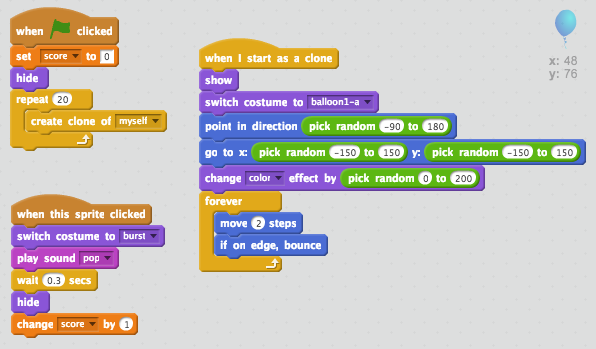 when clicked
set score to 0
hide
repeat 20
create clone of myself
when this sprite clicked
switch costume to burst
play sound pop
wait 0.3 secs
hide
change score by 1
when I start as a clone
show
switch costume to balloon1-a
point in direction pick random -90 to 180
go to x: pick random -150 to 150 y: pick random -150 to 150
change color effect by pick random 0 to 200
forever
move 2 steps
if on edge, bounce
x: 48
y: 76